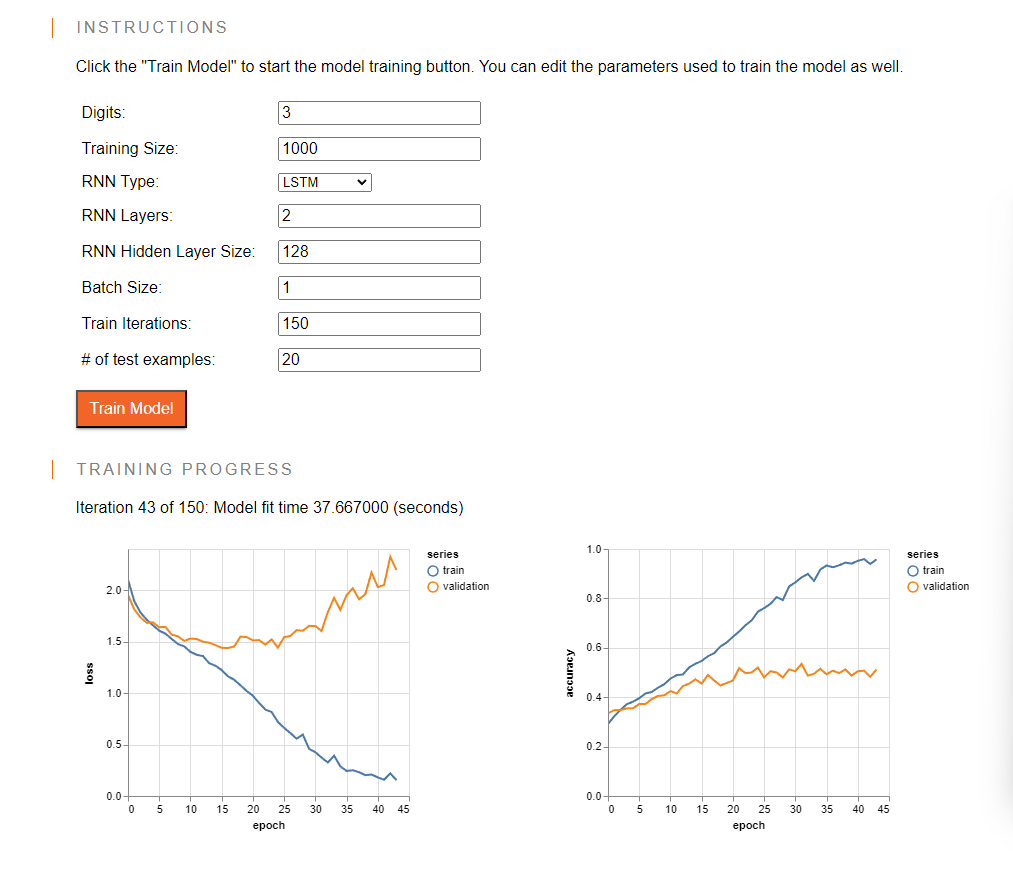 INSTRUCTIONS
Click the "Train Model" to start the model training button. You can edit the parameters used to train the model as well.
Digits: 3
Training Size: 1000
RNN Type: LSTM
RNN Layers: 2
RNN Hidden Layer Size: 128
Batch Size: 1
Train Iterations: 150
# of test examples: 20
Train Model
TRAINING PROGRESS
Iteration 43 of 150: Model fit time 37.667000 (seconds)
series
train
validation
2.0
1.5
1.0
0.5
0.0
loss
0 5 10 15 20 25 30 35 40 45
epoch
series
train
validation
1.0
0.8
0.6
0.4
0.2
0.0
accuracy
0 5 10 15 20 25 30 35 40 45
epoch